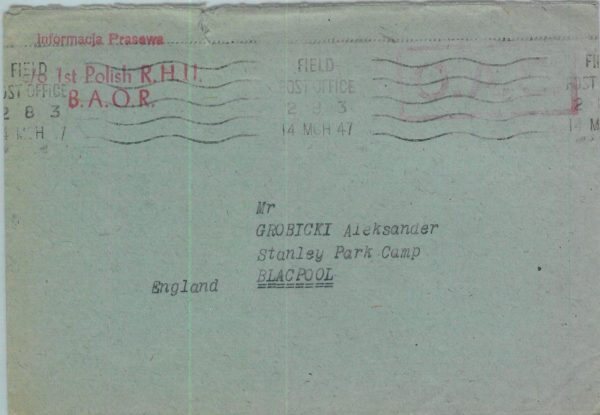 Informacja Prasowa
c/o 1st Polish R.H.U.
B.A.O.R.
FIELD
POST OFFICE
2 8 3
14 MCH 47
FIELD
POST OFFICE
2 8 3
14 MCH 47
Mr
GROBICKI Aleksander
Stanley Park Camp
BLACPOOL
England